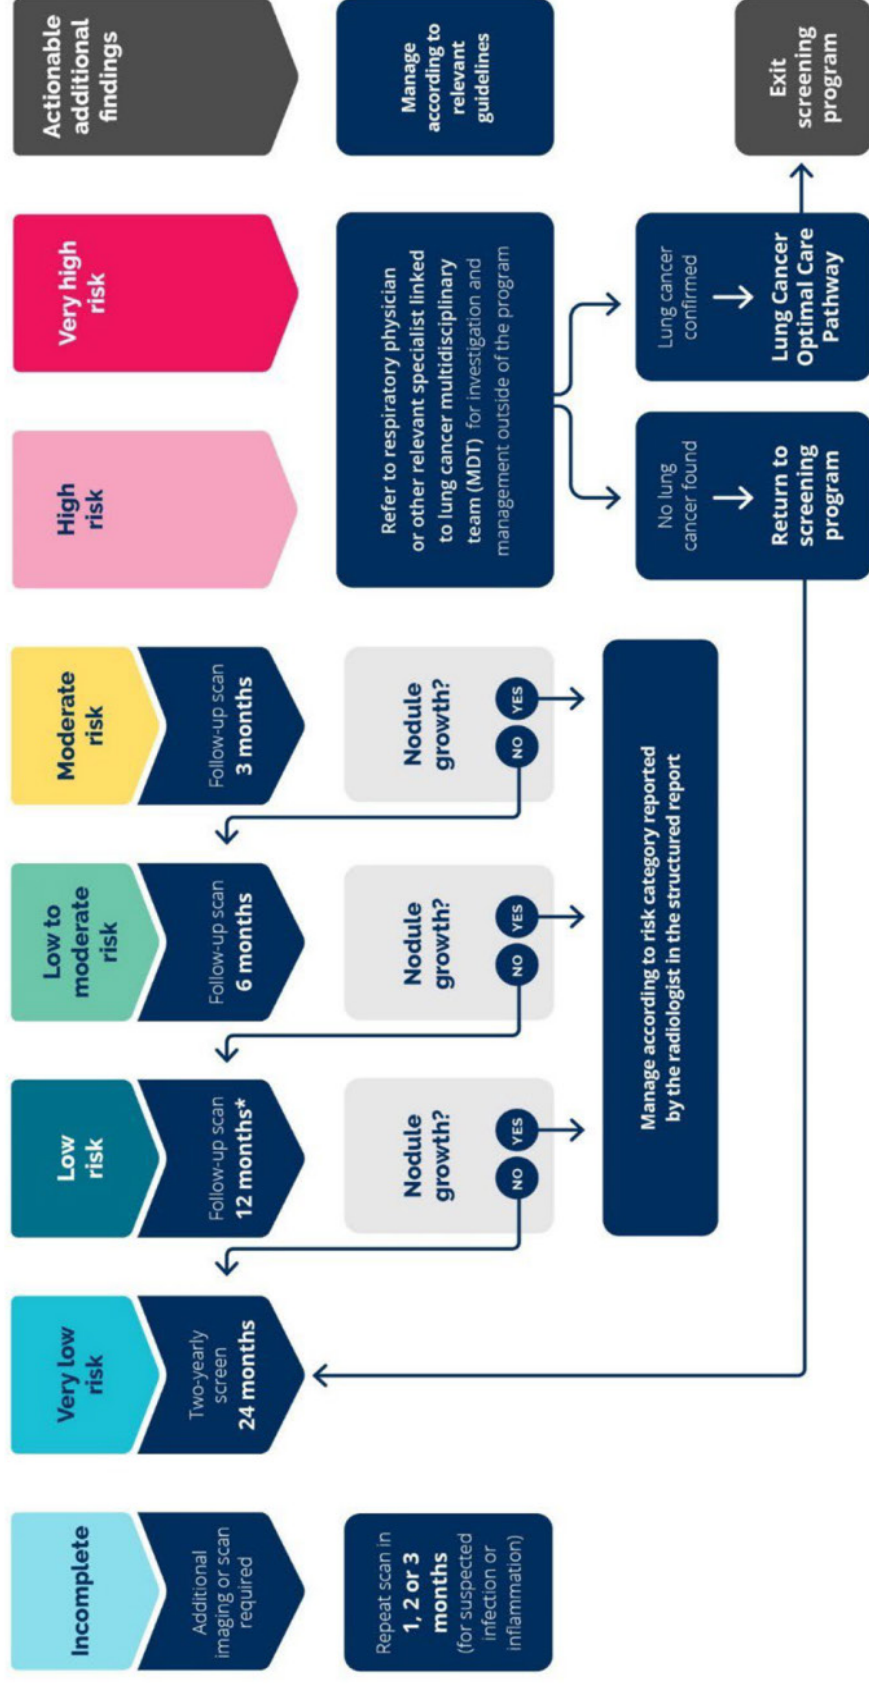 Incomplete
Additional
imaging or scan
required
Repeat scan in
1, 2 or 3
months
(for suspected
infection or
inflammation)
Very low
risk
Two-yearly
screen
24 months
Low
risk
Follow-up scan
12 months*
Nodule
growth?
NO
YES
Low to
moderate
risk
Follow-up scan
6 months
Nodule
growth?
NO
YES
Moderate
risk
Follow-up scan
3 months
Nodule
growth?
NO
YES
Manage according to risk category reported
by the radiologist in the structured report
High
risk
Very high
risk
Refer to respiratory physician
or other relevant specialist linked
to lung cancer multidisciplinary
team (MDT) for investigation and
management outside of the program
No lung
cancer found
Return to
screening
program
Lung cancer
confirmed
Lung Cancer
Optimal Care
Pathway
Actionable
additional
findings
Manage
according to
relevant
guidelines
Exit
screening
program